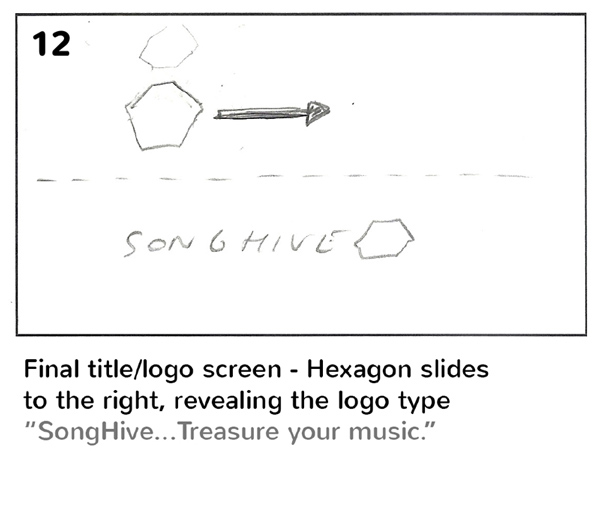 12
SONGHIVE
Final title/logo screen - Hexagon slides
to the right, revealing the logo type
“SongHive...Treasure your music.”